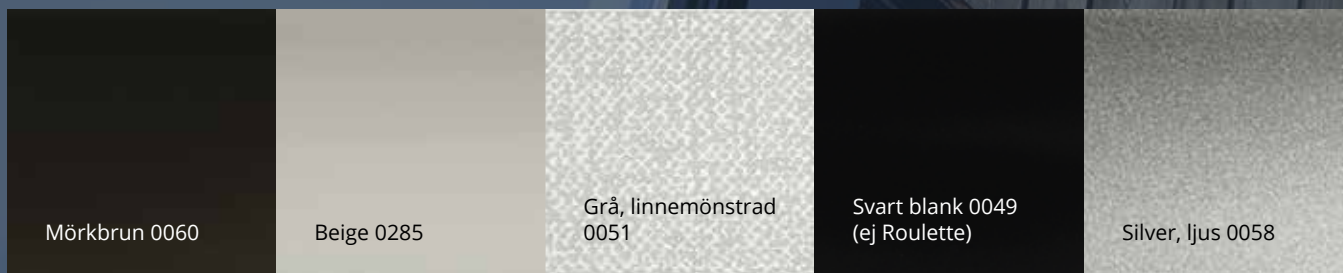 Mörkbrun 0060
Beige 0285
Grå, linnemönstrad
0051
Svart blank 0049
(ej Roulette)
Silver, ljus 0058